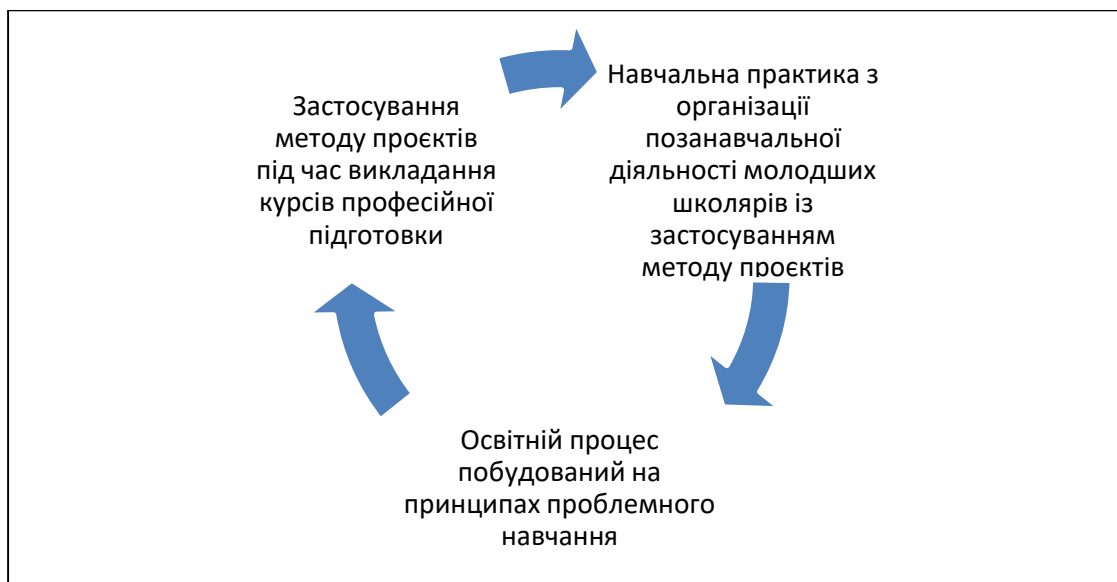 Застосування
методу проєктів
під час викладання
курсів професійної
підготовки
Навчальна практика з
організації
позанавчальної
діяльності молодших
школярів із
застосуванням
методу проєктів
Освітній процес
побудований на
принципах проблемного
навчання